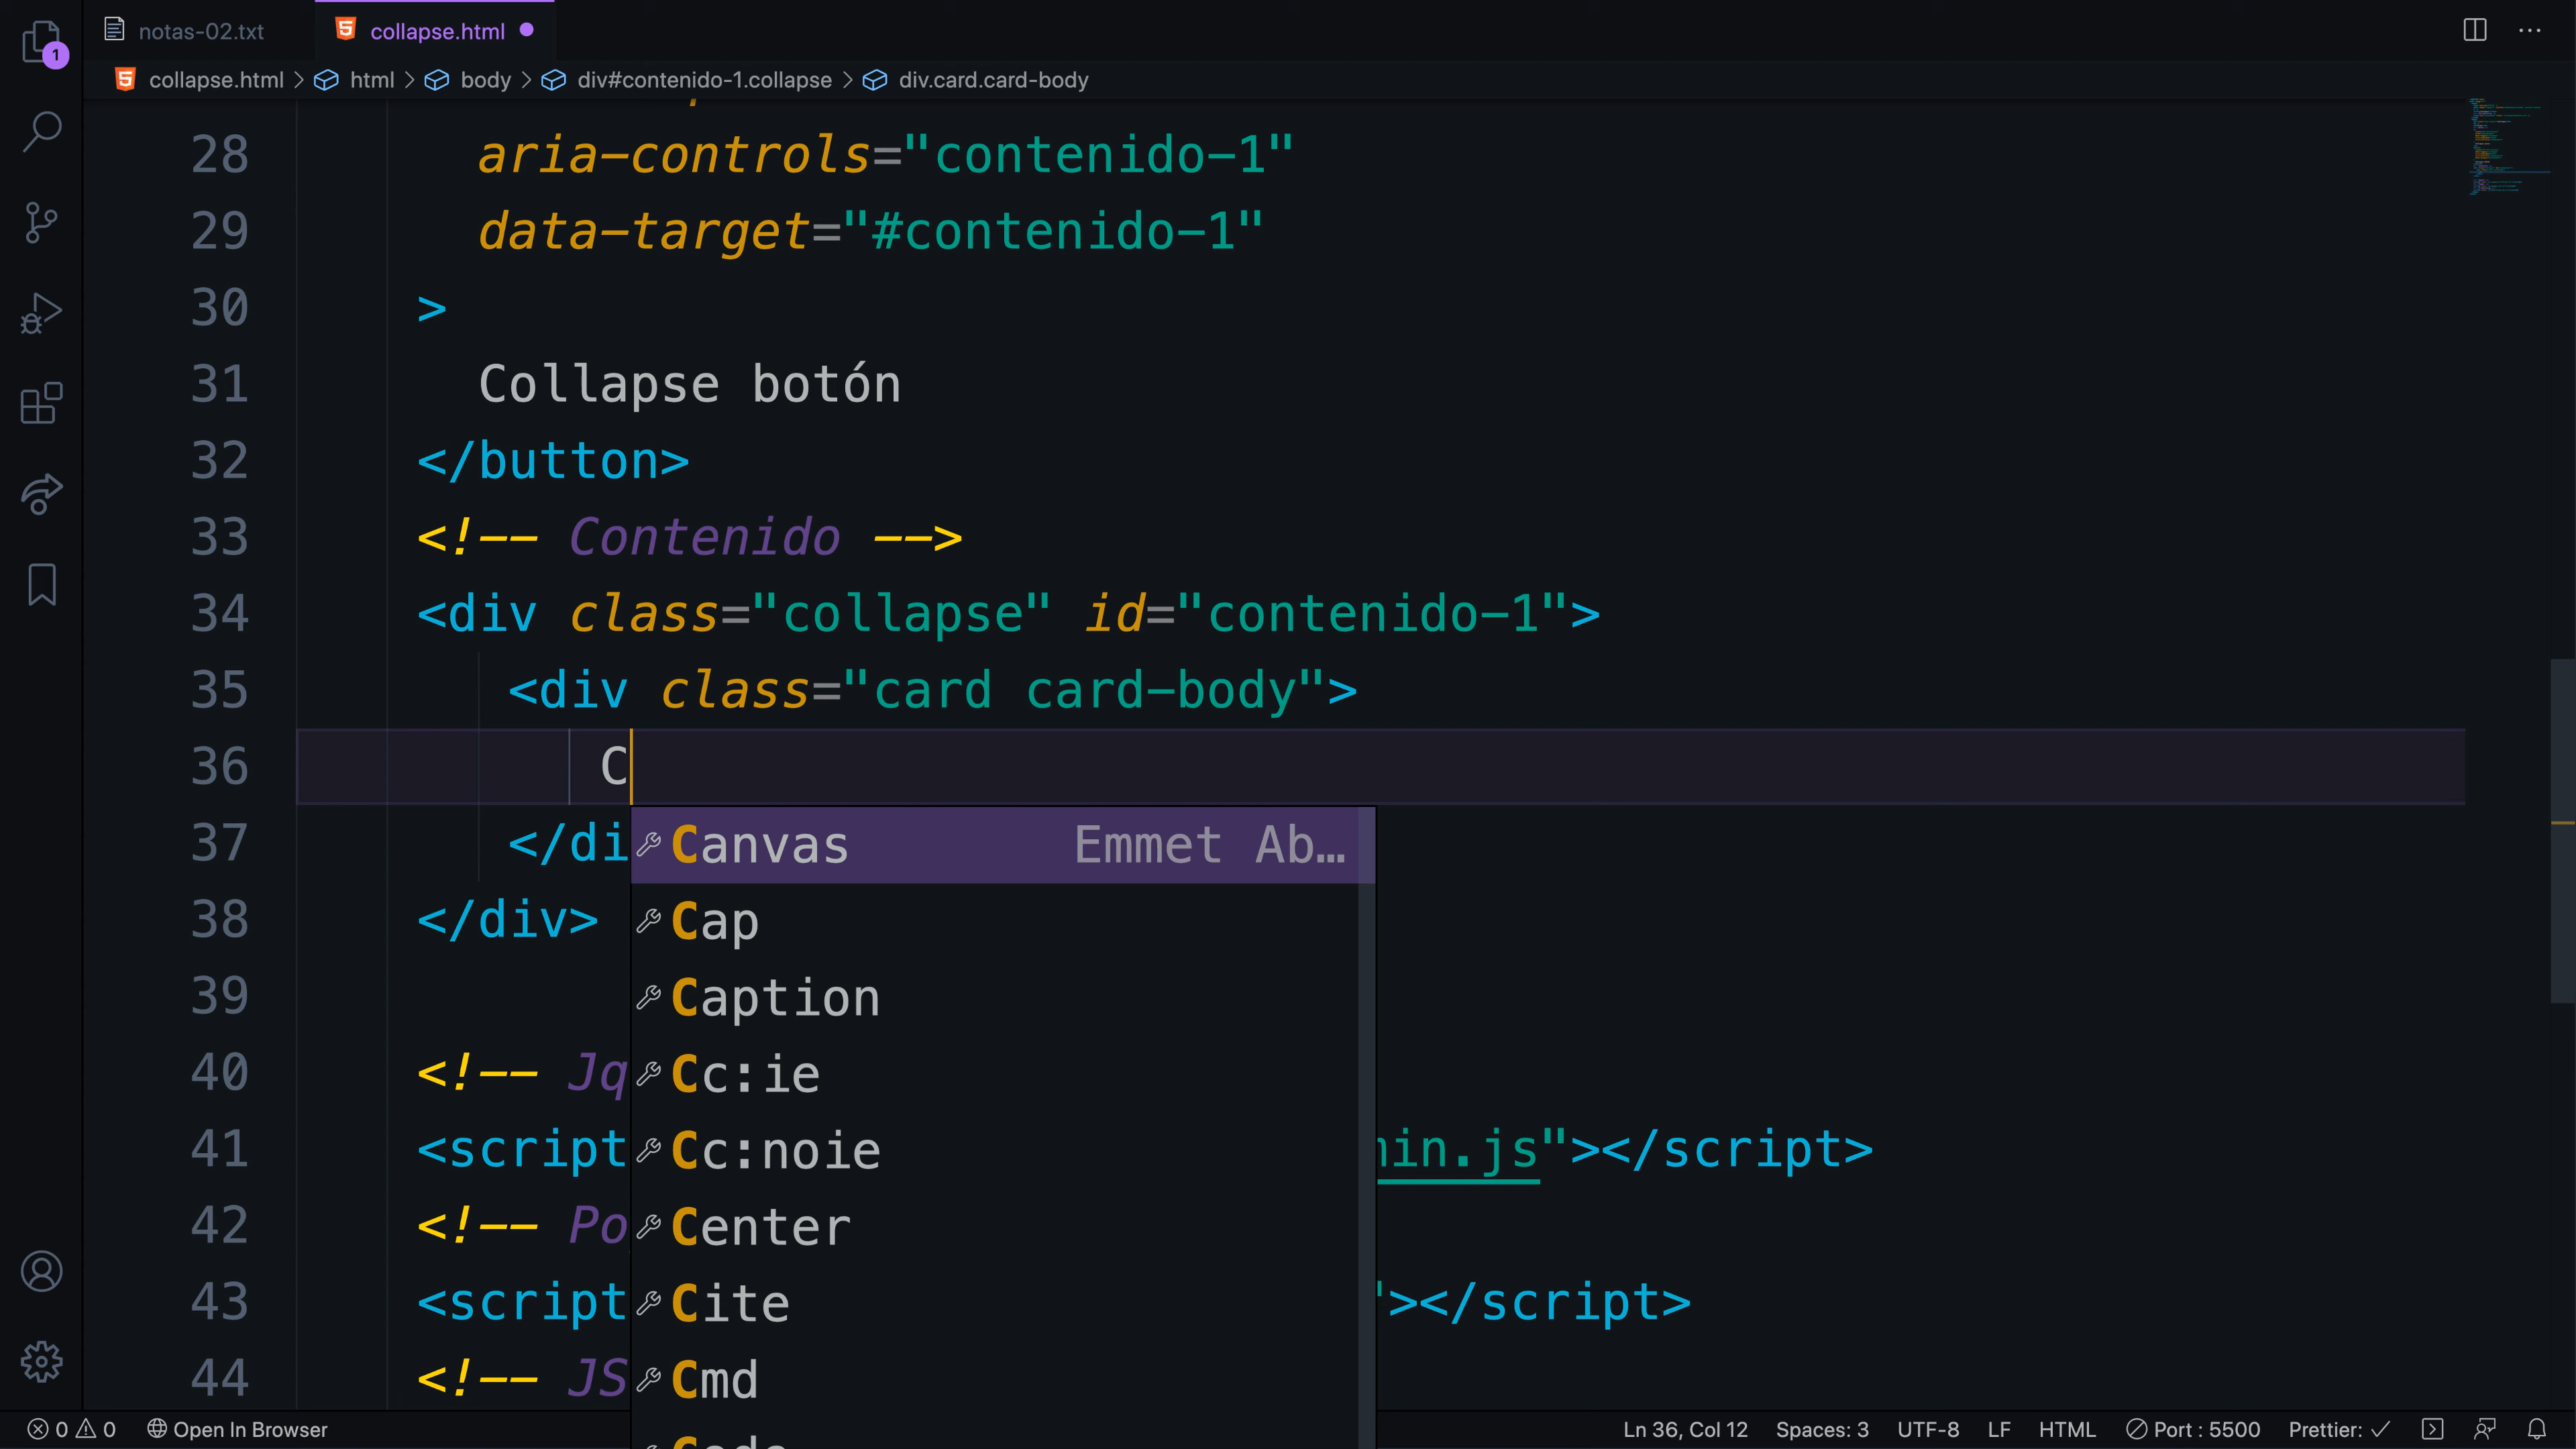 notas-02.txt collapse.html
1
collapse.html > html > body > div#contenido-1.collapse > div.card.card-body
28 aria-controls="contenido-1"
29 data-target="#contenido-1"
30 >
31 Collapse botón
32 </button>
33 <!-- Contenido -->
34 <div class="collapse" id="contenido-1">
35 <div class="card card-body">
36 C
37 </di
Canvas Emmet Ab…
38 </div>
Cap
39
Caption
40 <!-- Jq
Cc:ie
41 <script
Cc:noie
min.js"></script>
42 <!-- Po
Center
43 <script
Cite
"></script>
44 <!-- JS
Cmd
0 0 Open In Browser Ln 36, Col 12 Spaces: 3 UTF-8 LF HTML Port : 5500 Prettier: ✓